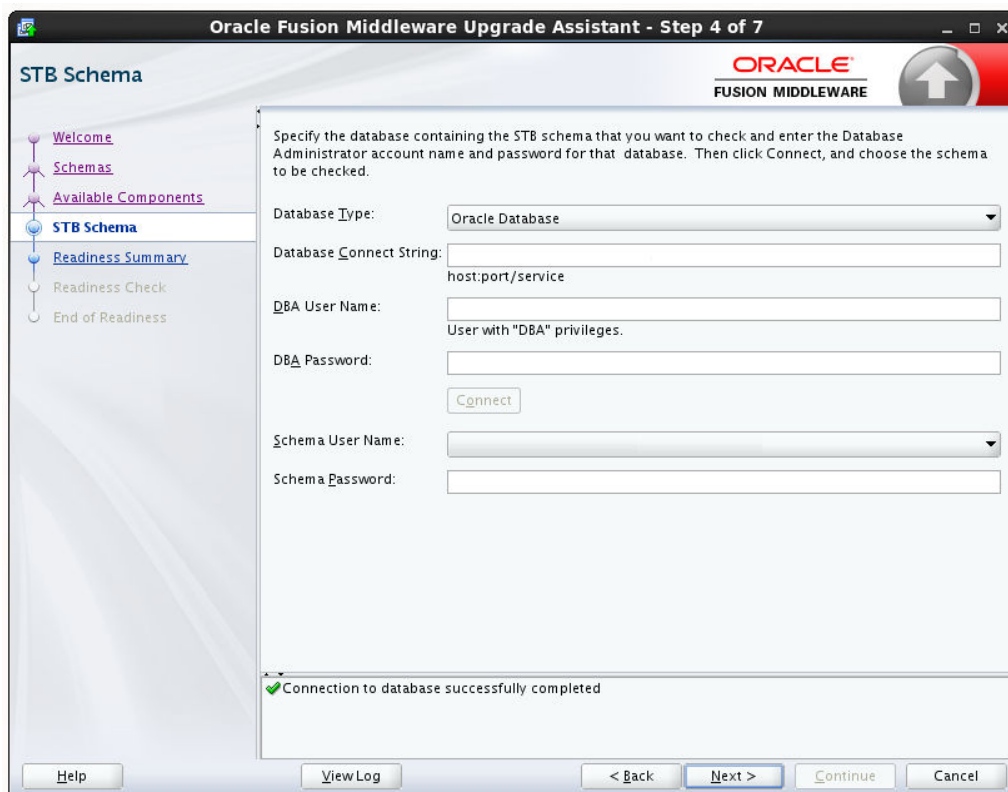 Oracle Fusion Middleware Upgrade Assistant - Step 4 of 7
STB Schema
ORACLE
FUSION MIDDLEWARE
Welcome
Schemas
Available Components
STB Schema
Readiness Summary
Readiness Check
End of Readiness
Specify the database containing the STB schema that you want to check and enter the Database
Administrator account name and password for that database. Then click Connect, and choose the schema
to be checked.
Database Type:
Oracle Database
Database Connect String:
host:port/service
DBA User Name:
User with "DBA" privileges.
DBA Password:
Connect
Schema User Name:
Schema Password:
Connection to database successfully completed
Help
View Log
< Back
Next >
Continue
Cancel